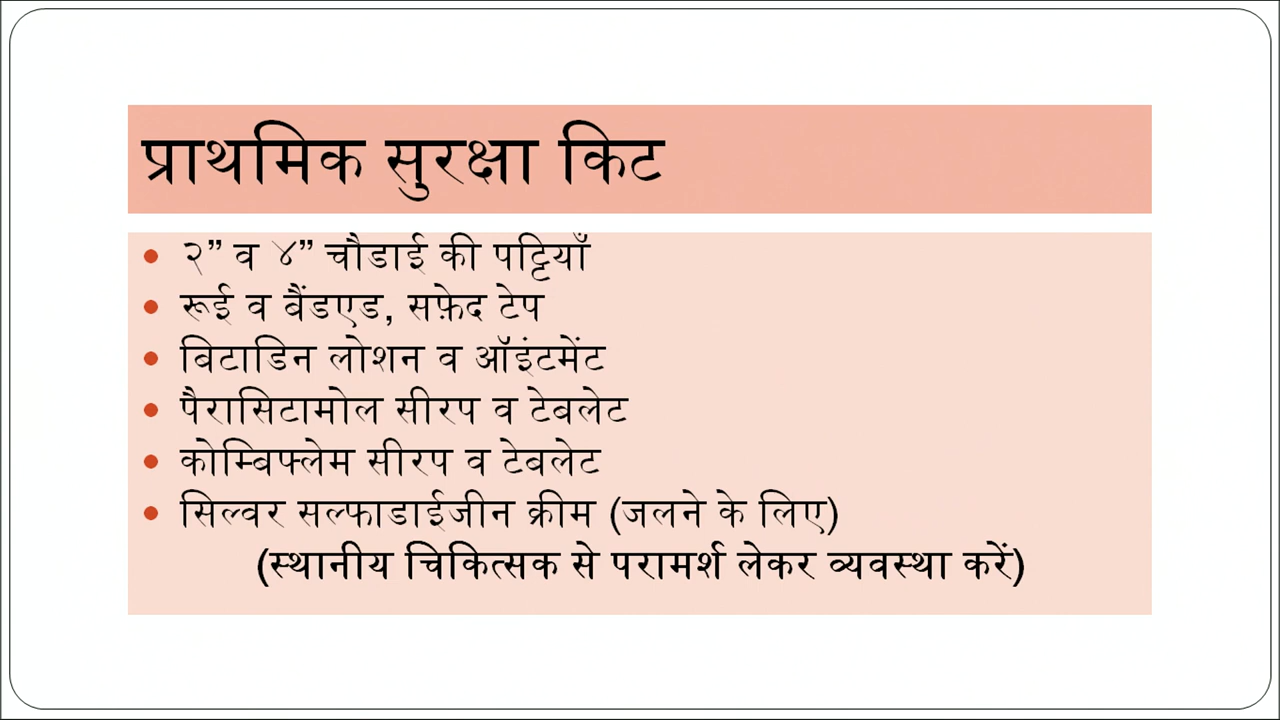 प्राथमिक सुरक्षा किट
• २” व ४” चौडाई की पट्टियाँ
• रूई व बैंडएड, सफ़ेद टेप
• बिटाडिन लोशन व ऑइंटमेंट
• पैरासिटामोल सीरप व टेबलेट
• कोम्बिफ्लेम सीरप व टेबलेट
• सिल्वर सल्फाडाईजीन क्रीम (जलने के लिए)
(स्थानीय चिकित्सक से परामर्श लेकर व्यवस्था करें)